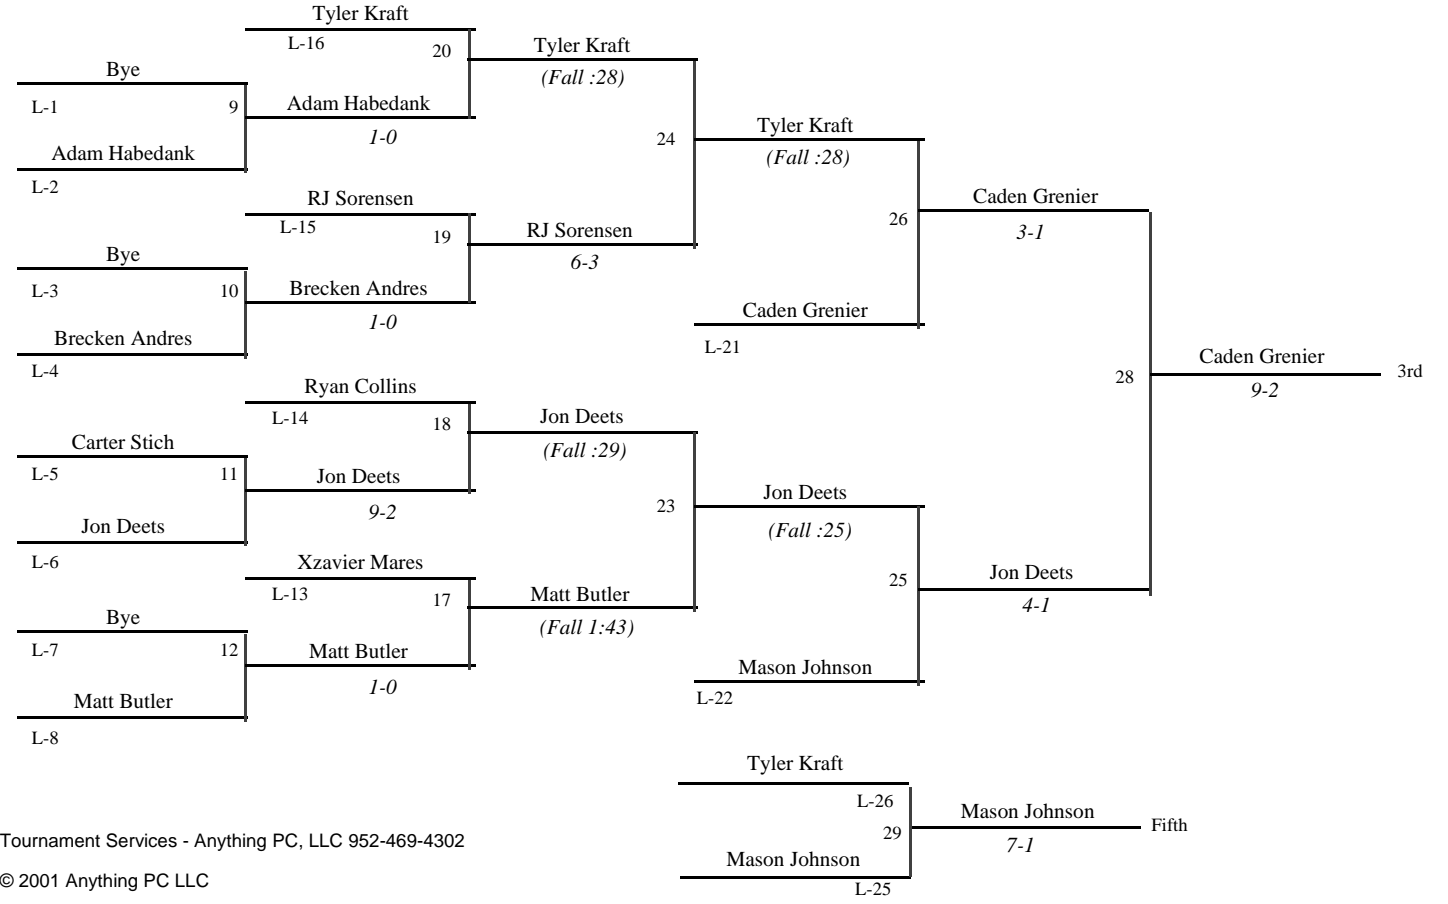 Tyler Kraft
L-16
20
Tyler Kraft
(Fall :28)
Bye
L-1
9
Adam Habedank
1-0
Adam Habedank
L-2
24
Tyler Kraft
(Fall :28)
RJ Sorensen
L-15
19
RJ Sorensen
6-3
Bye
L-3
10
Brecken Andres
1-0
Brecken Andres
L-4
26
Caden Grenier
3-1
Caden Grenier
L-21
28
Caden Grenier
9-2
3rd
Ryan Collins
L-14
18
Jon Deets
(Fall :29)
Carter Stich
L-5
11
Jon Deets
9-2
Jon Deets
L-6
23
Jon Deets
(Fall :25)
Xzavier Mares
L-13
17
Matt Butler
(Fall 1:43)
Bye
L-7
12
Matt Butler
1-0
Matt Butler
L-8
25
Jon Deets
4-1
Mason Johnson
L-22
Tyler Kraft
L-26
29
Mason Johnson
7-1
Fifth
Mason Johnson
L-25
Tournament Services - Anything PC, LLC 952-469-4302
© 2001 Anything PC LLC